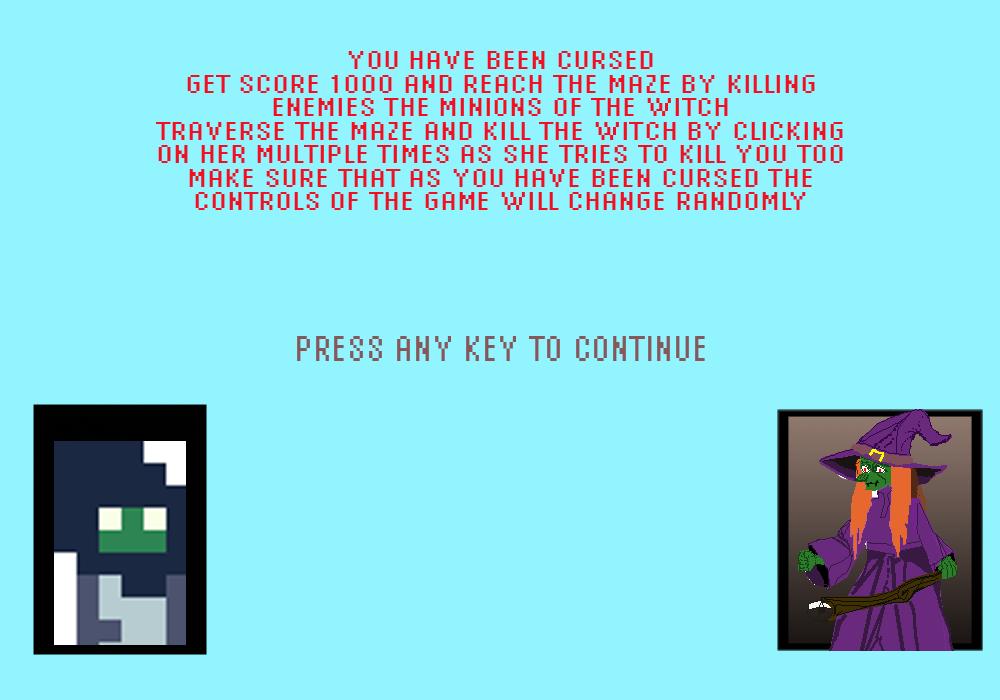 YOU HAVE BEEN CURSED
GET SCORE 1000 AND REACH THE MAZE BY KILLING
ENEMIES THE MINIONS OF THE WITCH
TRAVERSE THE MAZE AND KILL THE WITCH BY CLICKING
ON HER MULTIPLE TIMES AS SHE TRIES TO KILL YOU TOO
MAKE SURE THAT AS YOU HAVE BEEN CURSED THE
CONTROLS OF THE GAME WILL CHANGE RANDOMLY
PRESS ANY KEY TO CONTINUE